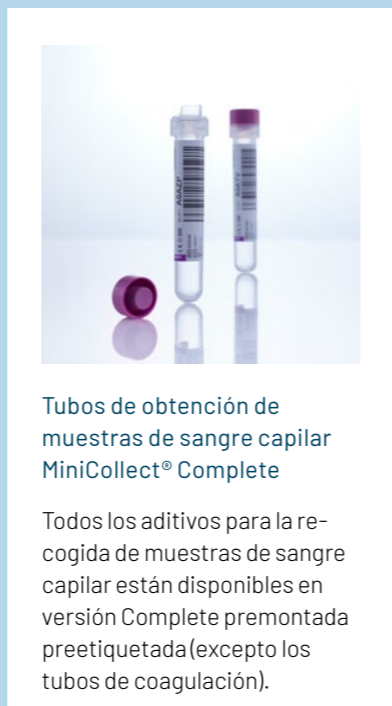 Tubos de obtención de
muestras de sangre capilar
MiniCollect® Complete
Todos los aditivos para la re-
cogida de muestras de sangre
capilar están disponibles en
versión Complete premontada
preetiquetada (excepto los
tubos de coagulación).